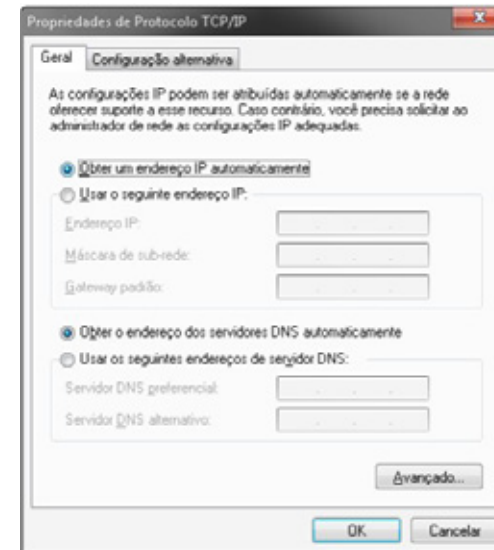 Propriedades de Protocolo TCP/IP
Geral
Configuração alternativa
As configurações IP podem ser atribuídas automaticamente se a rede
oferecer suporte a esse recurso. Caso contrário, você precisa solicitar ao
administrador de rede as configurações IP adequadas.
Obter um endereço IP automaticamente
Usar o seguinte endereço IP:
Endereço IP:
Máscara de sub-rede:
Gateway padrão:
Obter o endereço dos servidores DNS automaticamente
Usar os seguintes endereços de servidor DNS:
Servidor DNS preferencial:
Servidor DNS alternativo:
Avançado...
OK
Cancelar